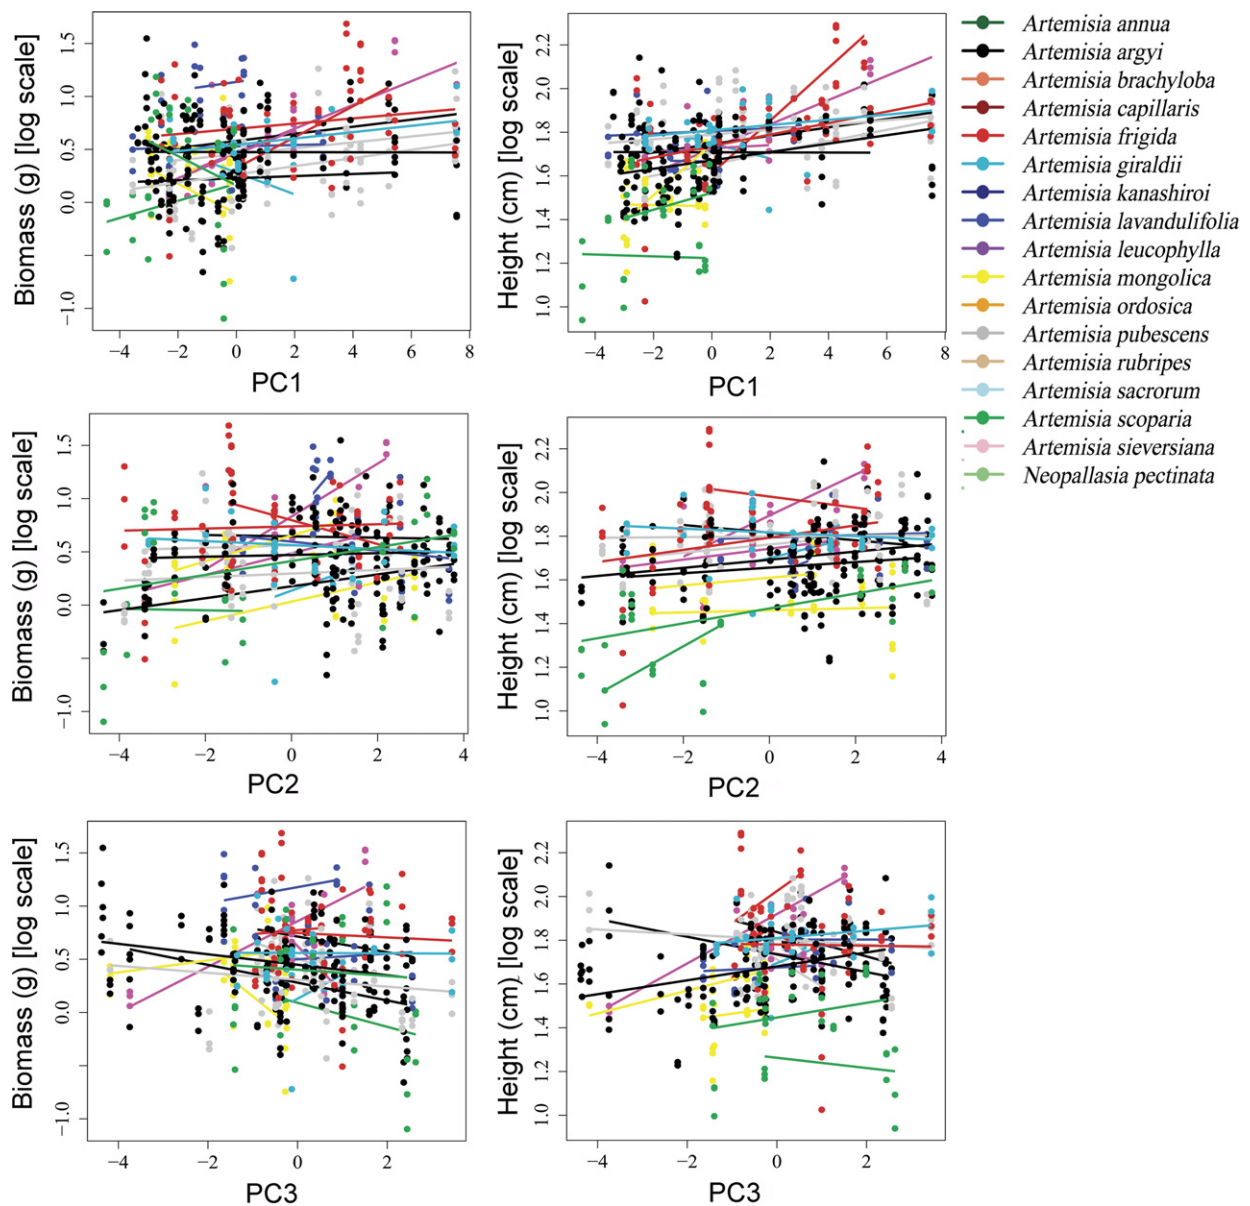 Biomass (g) [log scale]
1.5
1.0
0.5
0.0
−1.0
−4
−2
0
2
4
6
8
PC1
Height (cm) [log scale]
2.2
2.0
1.8
1.6
1.4
1.2
1.0
−4
−2
0
2
4
6
8
PC1
Artemisia annua
Artemisia argyi
Artemisia brachyloba
Artemisia capillaris
Artemisia frigida
Artemisia giraldii
Artemisia kanashiroi
Artemisia lavandulifolia
Artemisia leucophylla
Artemisia mongolica
Artemisia ordosica
Artemisia pubescens
Artemisia rubripes
Artemisia sacrorum
Artemisia scoparia
Artemisia sieversiana
Neopallasia pectinata
Biomass (g) [log scale]
1.5
1.0
0.5
0.0
−1.0
−4
−2
0
2
4
PC2
Height (cm) [log scale]
2.2
2.0
1.8
1.6
1.4
1.2
1.0
−4
−2
0
2
4
PC2
Biomass (g) [log scale]
1.5
1.0
0.5
0.0
−1.0
−4
−2
0
2
PC3
Height (cm) [log scale]
2.2
2.0
1.8
1.6
1.4
1.2
1.0
−4
−2
0
2
PC3